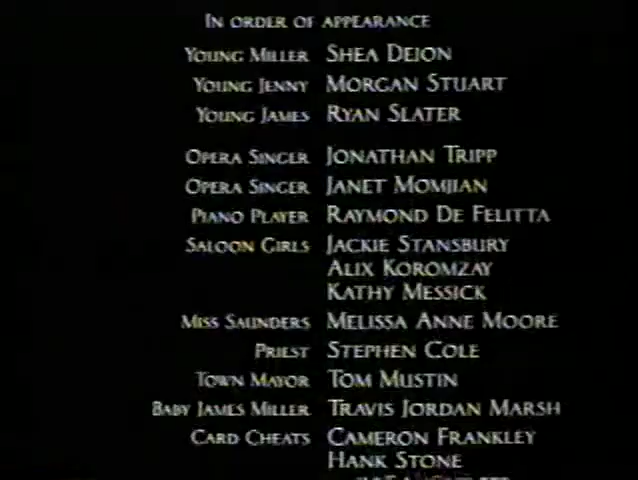 IN ORDER OF APPEARANCE
YOUNG MILLER SHEA DEION
YOUNG JENNY MORGAN STUART
YOUNG JAMES RYAN SLATER
OPERA SINGER JONATHAN TRIPP
OPERA SINGER JANET MOMJIAN
PIANO PLAYER RAYMOND DE FELITTA
SALOON GIRLS JACKIE STANSBURY
ALIX KOROMZAY
KATHY MESSICK
MISS SAUNDERS MELISSA ANNE MOORE
PRIEST STEPHEN COLE
TOWN MAYOR TOM MUSTIN
BABY JAMES MILLER TRAVIS JORDAN MARSH
CARD CHEATS CAMERON FRANKLEY
HANK STONE